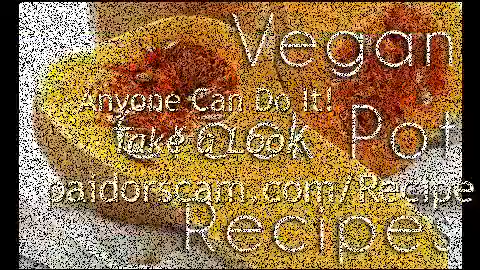 Vegan
Anyone Can Do It!
Take a Look
Pot
paidorscam.com/Recipe
Recipes